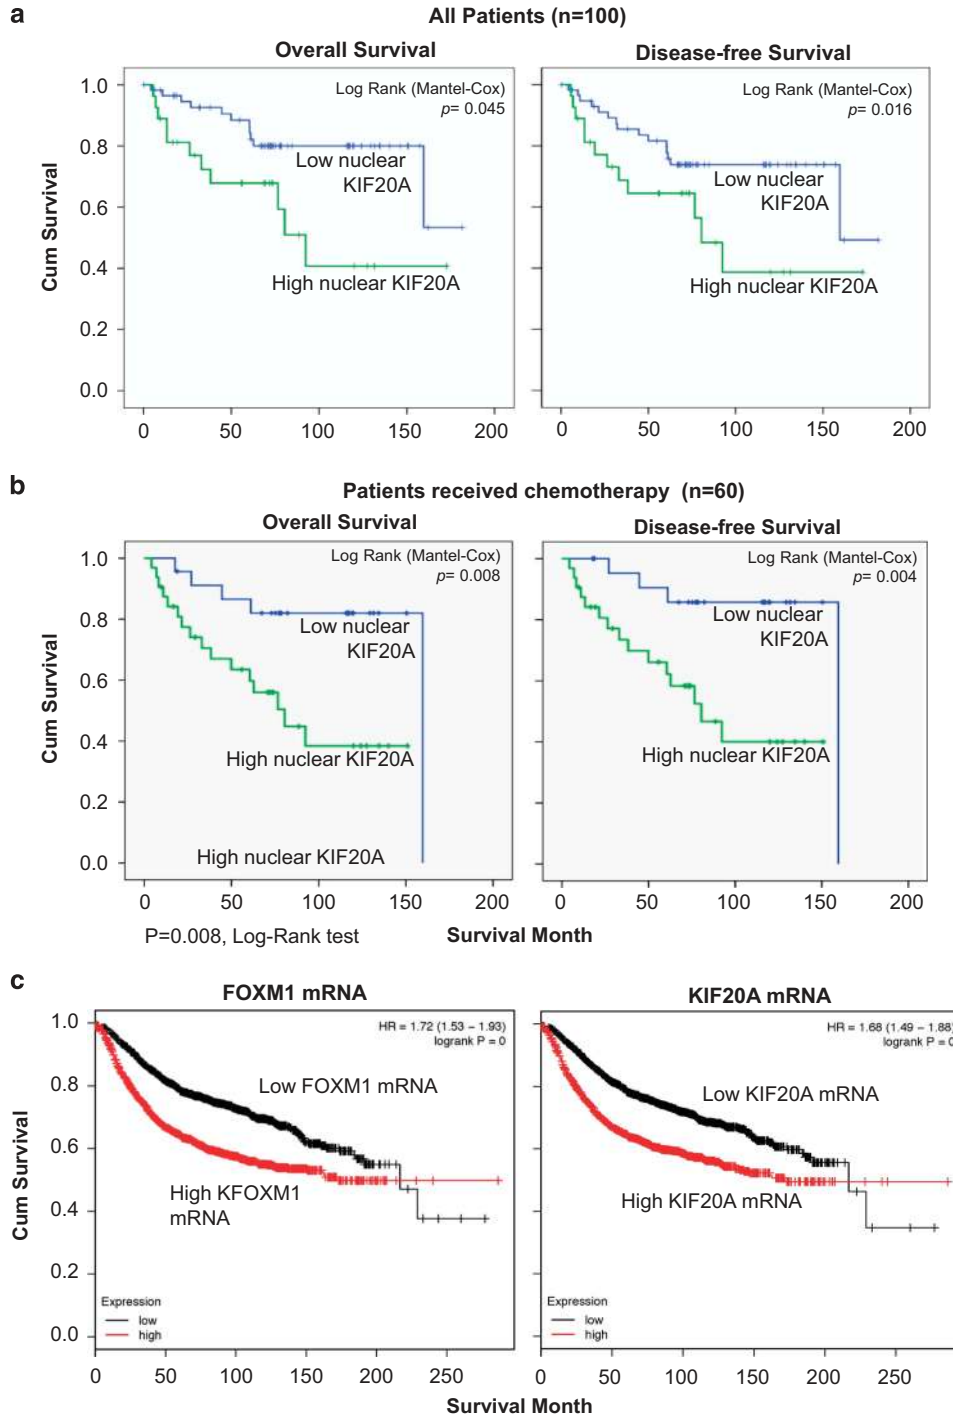 a
All Patients (n=100)
Overall Survival
Disease-free Survival
Cum Survival
1.0
0.8
0.6
0.4
0.2
0.0
Log Rank (Mantel-Cox)
p= 0.045
Low nuclear
KIF20A
High nuclear KIF20A
0 50 100 150 200
Log Rank (Mantel-Cox)
p= 0.016
Low nuclear
KIF20A
High nuclear KIF20A
0 50 100 150 200
b
Patients received chemotherapy (n=60)
Overall Survival
Disease-free Survival
Cum Survival
1.0
0.8
0.6
0.4
0.2
0.0
Log Rank (Mantel-Cox)
p= 0.008
Low nuclear
KIF20A
High nuclear KIF20A
High nuclear KIF20A
0 50 100 150 200
Log Rank (Mantel-Cox)
p= 0.004
Low nuclear
KIF20A
High nuclear KIF20A
0 50 100 150 200
P=0.008, Log-Rank test
Survival Month
c
FOXM1 mRNA
KIF20A mRNA
Cum Survival
1.0
0.8
0.6
0.4
0.2
0.0
HR = 1.72 (1.53 – 1.93)
logrank P = 0
Low FOXM1 mRNA
High KFOXM1
mRNA
Expression
low
high
0 50 100 150 200 250
HR = 1.68 (1.49 – 1.88)
logrank P = 0
Low KIF20A mRNA
High KIF20A mRNA
Expression
low
high
0 50 100 150 200 250
Survival Month